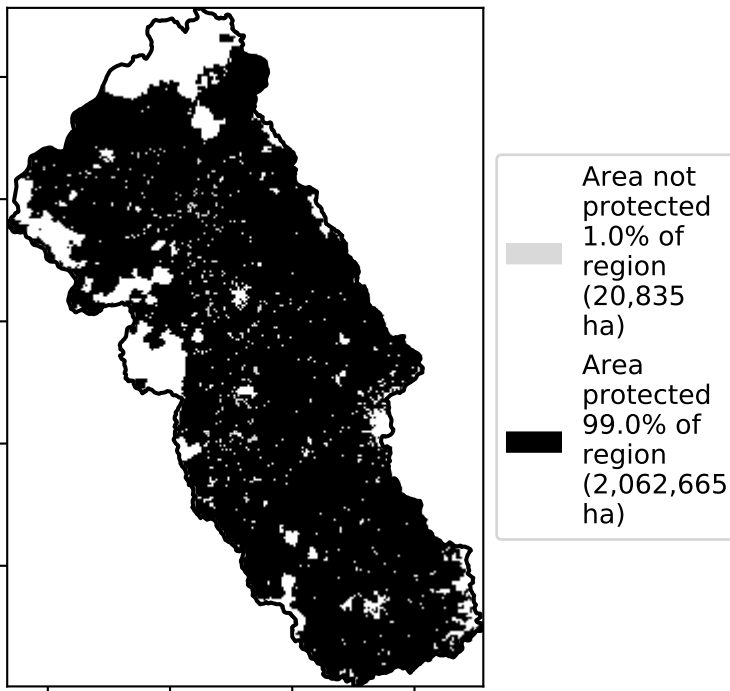 Area not
protected
1.0% of
region
(20,835
ha)
Area
protected
99.0% of
region
(2,062,665
ha)